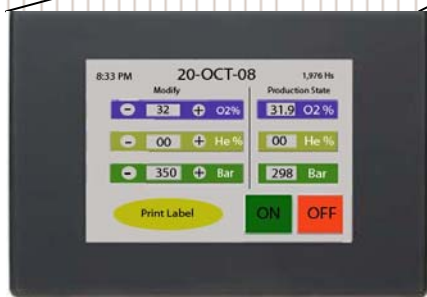 8:33 PM 20-OCT-08 1,976 Hs
Modify Production State
- 32 + O2% 31.9 O2 %
- 00 + He % 00 He %
- 350 + Bar 298 Bar
Print Label ON OFF